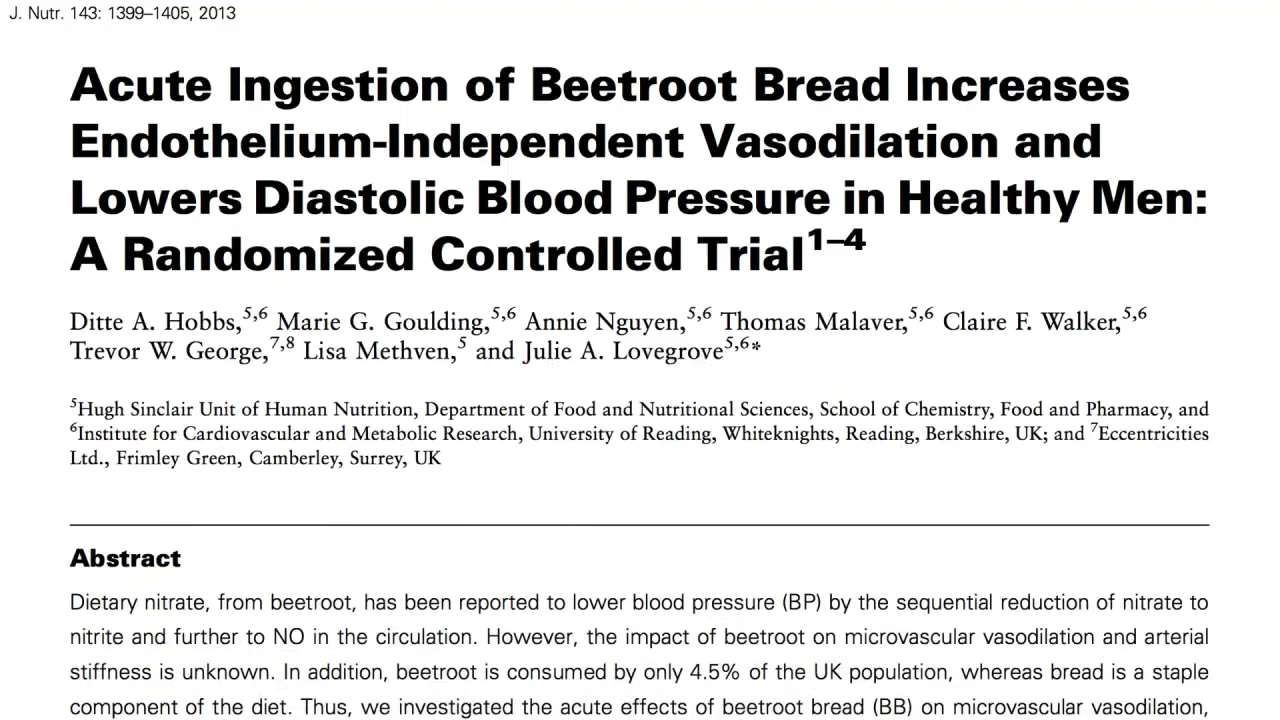 J. Nutr. 143: 1399–1405, 2013
Acute Ingestion of Beetroot Bread Increases
Endothelium-Independent Vasodilation and
Lowers Diastolic Blood Pressure in Healthy Men:
A Randomized Controlled Trial1–4
Ditte A. Hobbs,5,6 Marie G. Goulding,5,6 Annie Nguyen,5,6 Thomas Malaver,5,6 Claire F. Walker,5,6
Trevor W. George,7,8 Lisa Methven,5 and Julie A. Lovegrove5,6*
5Hugh Sinclair Unit of Human Nutrition, Department of Food and Nutritional Sciences, School of Chemistry, Food and Pharmacy, and
6Institute for Cardiovascular and Metabolic Research, University of Reading, Whiteknights, Reading, Berkshire, UK; and 7Eccentricities
Ltd., Frimley Green, Camberley, Surrey, UK
Abstract
Dietary nitrate, from beetroot, has been reported to lower blood pressure (BP) by the sequential reduction of nitrate to
nitrite and further to NO in the circulation. However, the impact of beetroot on microvascular vasodilation and arterial
stiffness is unknown. In addition, beetroot is consumed by only 4.5% of the UK population, whereas bread is a staple
component of the diet. Thus, we investigated the acute effects of beetroot bread (BB) on microvascular vasodilation,